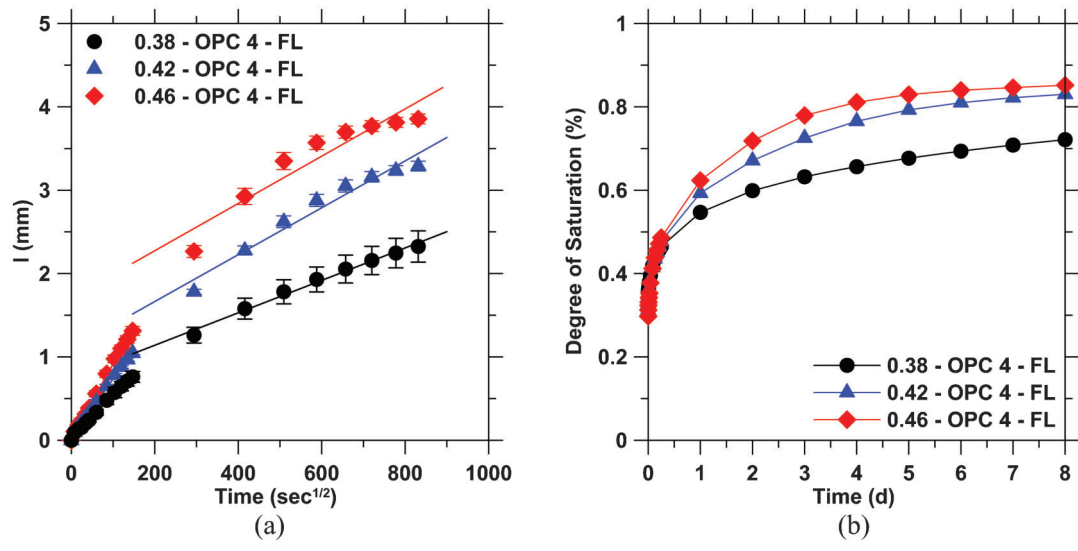 5
4
3
2
1
0
I (mm)
0.38 - OPC 4 - FL
0.42 - OPC 4 - FL
0.46 - OPC 4 - FL
0 200 400 600 800 1000
Time (sec1/2)
(a)
1
0.8
0.6
0.4
0.2
0
Degree of Saturation (%)
0.38 - OPC 4 - FL
0.42 - OPC 4 - FL
0.46 - OPC 4 - FL
0 1 2 3 4 5 6 7 8
Time (d)
(b)